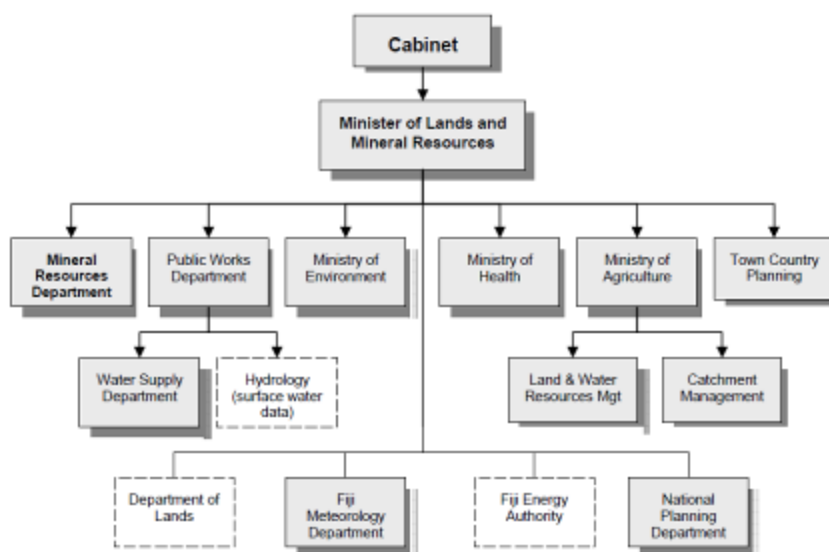 Cabinet
Minister of Lands and
Mineral Resources
Mineral
Resources
Department
Public Works
Department
Ministry of
Environment
Ministry of
Health
Ministry of
Agriculture
Town Country
Planning
Water Supply
Department
Hydrology
(surface water
data)
Land & Water
Resources Mgt
Catchment
Management
Department of
Lands
Fiji
Meteorology
Department
Fiji Energy
Authority
National
Planning
Department